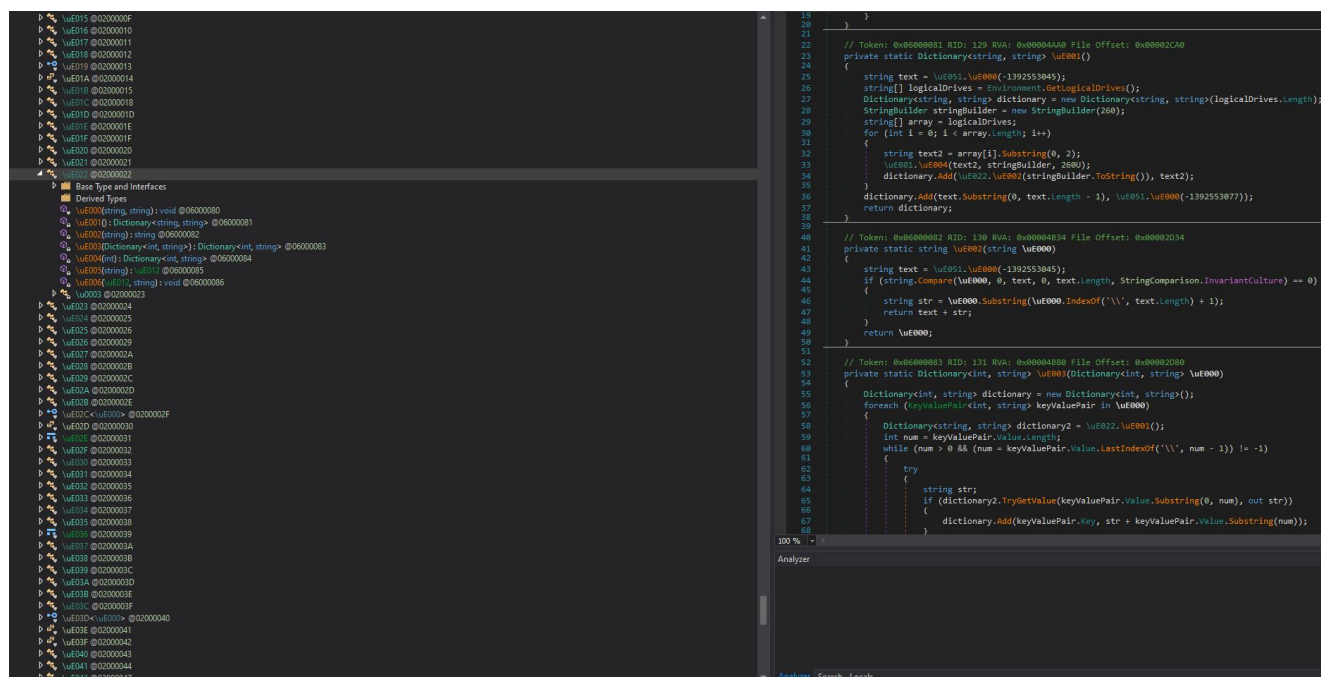 \uE015 @0200000F
\uE016 @02000010
\uE017 @02000011
\uE018 @02000012
\uE019 @02000013
\uE01A @02000014
\uE01B @02000015
\uE01C @02000018
\uE01D @0200001D
\uE01E @0200001E
\uE01F @0200001F
\uE020 @02000020
\uE021 @02000021
\uE022 @02000022
Base Type and Interfaces
Derived Types
\uE000(string, string) : void @06000080
\uE001() : Dictionary<string, string> @06000081
\uE002(string) : string @06000082
\uE003(Dictionary<int, string>) : Dictionary<int, string> @06000083
\uE004(int) : Dictionary<int, string> @06000084
\uE005(string) : \uE012 @06000085
\uE006(\uE012, string) : void @06000086
\u0003 @02000023
\uE023 @02000024
\uE024 @02000025
\uE025 @02000026
\uE026 @02000029
\uE027 @0200002A
\uE028 @0200002B
\uE029 @0200002C
\uE02A @0200002D
\uE02B @0200002E
\uE02C<\uE000> @0200002F
\uE02D @02000030
\uE02E @02000031
\uE02F @02000032
\uE030 @02000033
\uE031 @02000034
\uE032 @02000035
\uE033 @02000036
\uE034 @02000037
\uE035 @02000038
\uE036 @02000039
\uE037 @0200003A
\uE038 @0200003B
\uE039 @0200003C
\uE03A @0200003D
\uE03B @0200003E
\uE03C @0200003F
\uE03D<\uE000> @02000040
\uE03E @02000041
\uE03F @02000042
\uE040 @02000043
\uE041 @02000044
19 }
20 }
21
22 // Token: 0x06000081 RID: 129 RVA: 0x00004AA0 File Offset: 0x00002CA0
23 private static Dictionary<string, string> \uE001()
24 {
25 string text = \uE051.\uE000(-1392553045);
26 string[] logicalDrives = Environment.GetLogicalDrives();
27 Dictionary<string, string> dictionary = new Dictionary<string, string>(logicalDrives.Length);
28 StringBuilder stringBuilder = new StringBuilder(260);
29 string[] array = logicalDrives;
30 for (int i = 0; i < array.Length; i++)
31 {
32 string text2 = array[i].Substring(0, 2);
33 \uE081.\uE004(text2, stringBuilder, 260U);
34 dictionary.Add(\uE022.\uE002(stringBuilder.ToString()), text2);
35 }
36 dictionary.Add(text.Substring(0, text.Length - 1), \uE051.\uE000(-1392553077));
37 return dictionary;
38 }
39
40 // Token: 0x06000082 RID: 130 RVA: 0x00004B34 File Offset: 0x00002D34
41 private static string \uE002(string \uE000)
42 {
43 string text = \uE051.\uE000(-1392553045);
44 if (string.Compare(\uE000, 0, text, 0, text.Length, StringComparison.InvariantCulture) == 0)
45 {
46 string str = \uE000.Substring(\uE000.IndexOf('\\', text.Length) + 1);
47 return text + str;
48 }
49 return \uE000;
50 }
51
52 // Token: 0x06000083 RID: 131 RVA: 0x00004B80 File Offset: 0x00002D80
53 private static Dictionary<int, string> \uE003(Dictionary<int, string> \uE000)
54 {
55 Dictionary<int, string> dictionary = new Dictionary<int, string>();
56 foreach (KeyValuePair<int, string> keyValuePair in \uE000)
57 {
58 Dictionary<string, string> dictionary2 = \uE022.\uE001();
59 int num = keyValuePair.Value.Length;
60 while (num > 0 && (num = keyValuePair.Value.LastIndexOf('\\', num - 1)) != -1)
61 {
62 try
63 {
64 string str;
65 if (dictionary2.TryGetValue(keyValuePair.Value.Substring(0, num), out str))
66 {
67 dictionary.Add(keyValuePair.Key, str + keyValuePair.Value.Substring(num));
68 }
100 %
Analyzer
Analyzer Search Locals